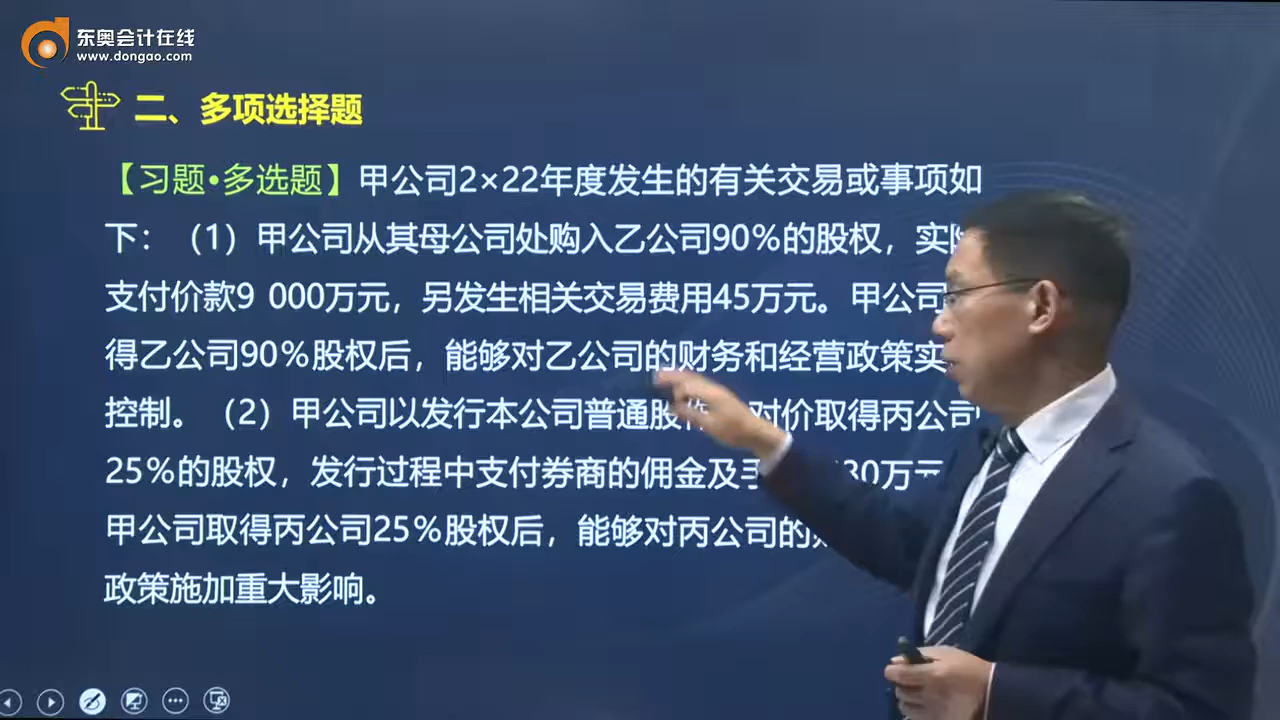 东奥会计在线
www.dongao.com
二、多项选择题
【习题•多选题】甲公司2×22年度发生的有关交易或事项如
下：（1）甲公司从其母公司处购入乙公司90%的股权，实
支付价款9 000万元，另发生相关交易费用45万元。甲公司
得乙公司90%股权后，能够对乙公司的财务和经营政策实
控制。（2）甲公司以发行本公司普通股 对价取得丙公司
25%的股权，发行过程中支付券商的佣金及手 30万元
甲公司取得丙公司25%股权后，能够对丙公司的
政策施加重大影响。